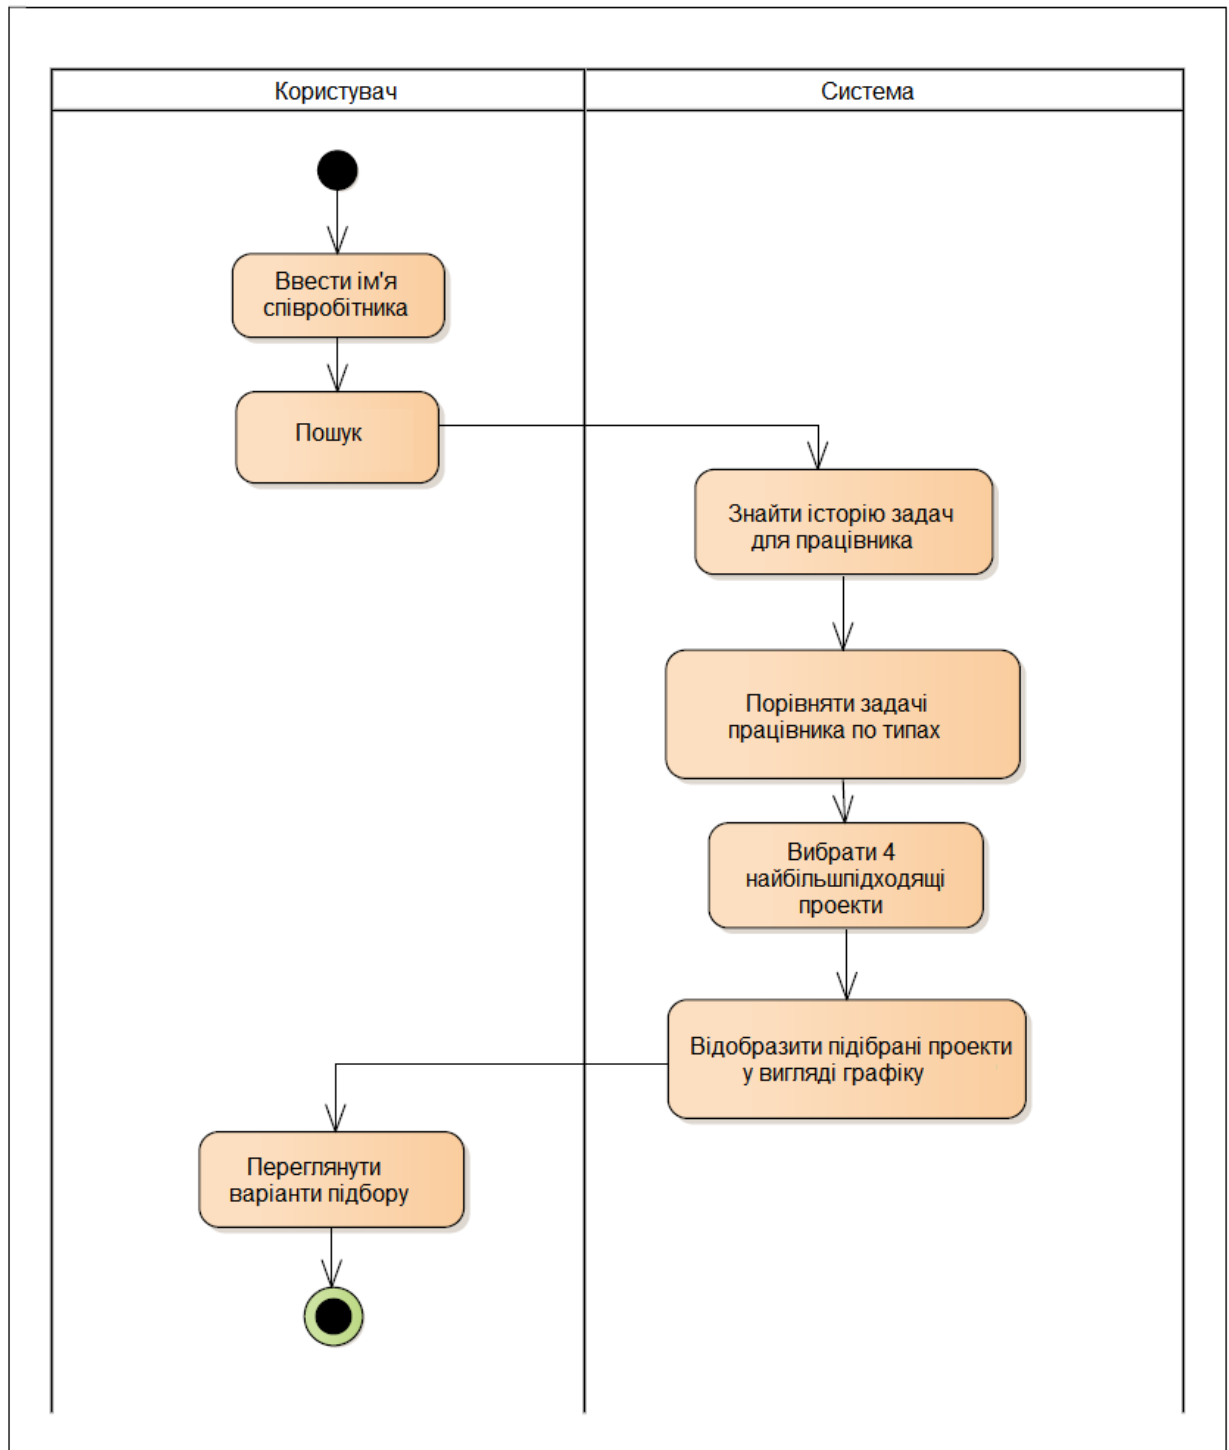 Користувач
Система
Ввести ім'я
співробітника
Пошук
Знайти історію задач
для працівника
Порівняти задачі
працівника по типах
Вибрати 4
найбільшпідходящі
проекти
Відобразити підібрані проекти
у вигляді графіку
Переглянути
варіанти підбору